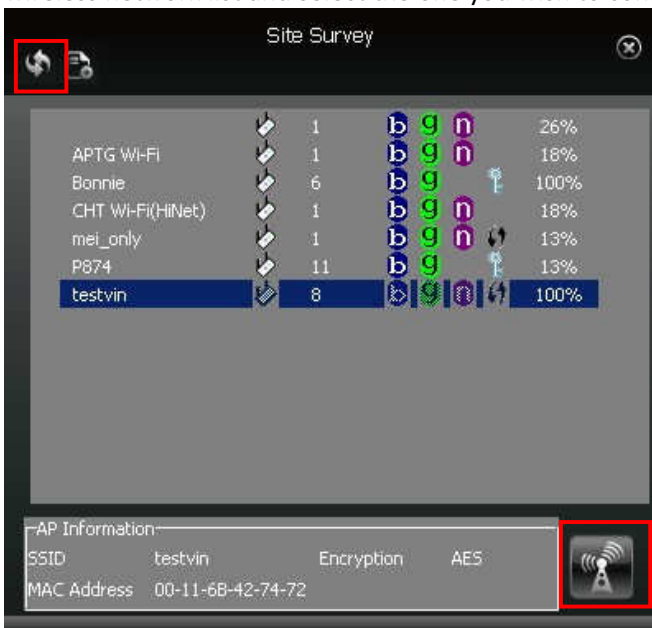 Site Survey
1 b g n 26%
APTG Wi-Fi 1 b g n 18%
Bonnie 6 b g 100%
CHT Wi-Fi(HiNet) 1 b g n 18%
mei_only 1 b g n 13%
P874 11 b g 13%
testvin 8 b g n 100%
AP Information
SSID testvin Encryption AES
MAC Address 00-11-6B-42-74-72